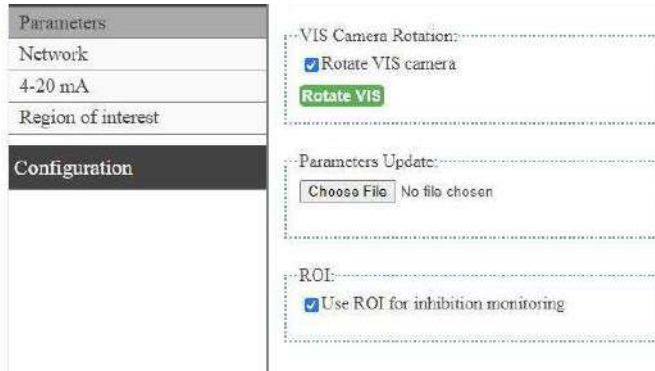 Parameters
Network
4-20 mA
Region of interest
Configuration
VIS Camera Rotation:
Rotate VIS camera
Rotate VIS
Parameters Update:
Choose File No file chosen
ROI:
Use ROI for inhibition monitoring